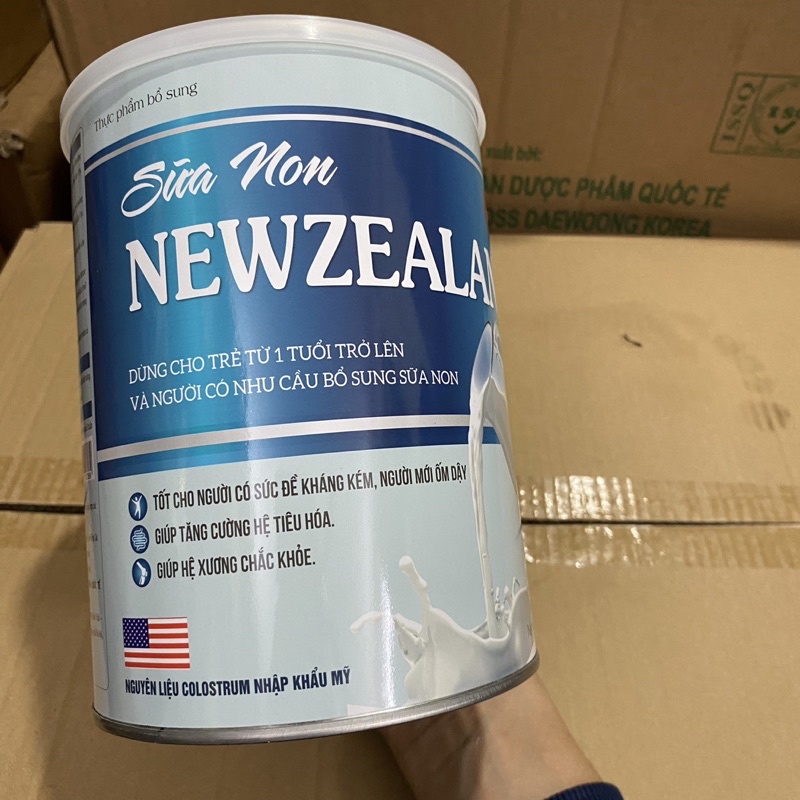 Thực phẩm bổ sung
Sữa Non
NEWZEALAN
DÙNG CHO TRẺ TỪ 1 TUỔI TRỞ LÊN
VÀ NGƯỜI CÓ NHU CẦU BỔ SUNG SỮA NON
TỐT CHO NGƯỜI CÓ SỨC ĐỀ KHÁNG KÉM, NGƯỜI MỚI ỐM DẬY
GIÚP TĂNG CƯỜNG HỆ TIÊU HÓA.
GIÚP HỆ XƯƠNG CHẮC KHỎE.
NGUYÊN LIỆU COLOSTRUM NHẬP KHẨU MỸ
ISSQ
xuất bởi:
AN DƯỢC PHẨM QUỐC TẾ
OSS DAEWOONG KOREA